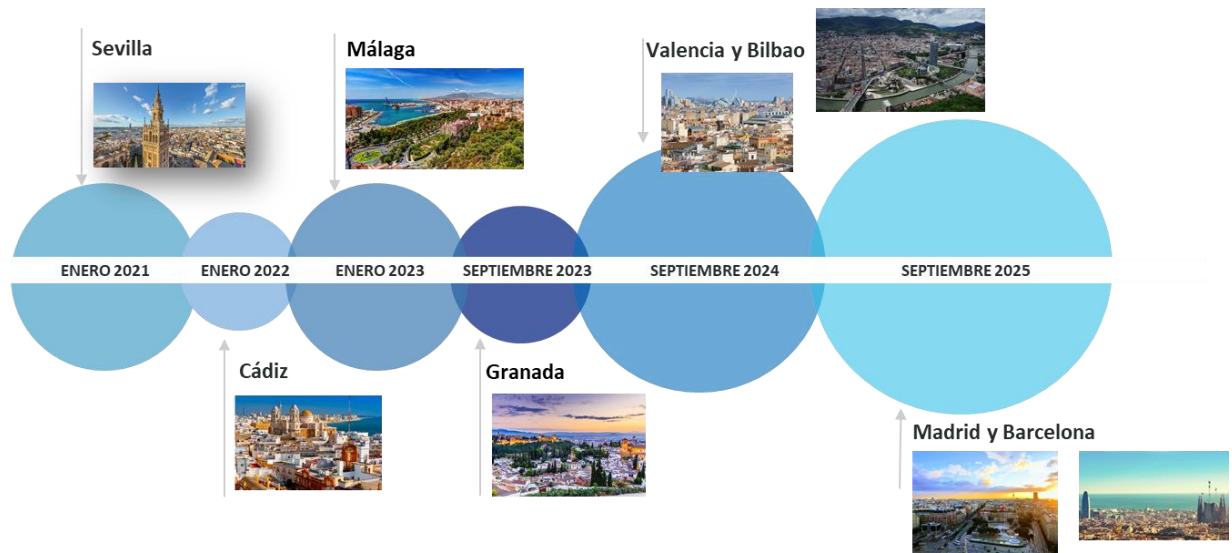 Sevilla
Málaga
Valencia y Bilbao
ENERO 2021
ENERO 2022
ENERO 2023
SEPTIEMBRE 2023
SEPTIEMBRE 2024
SEPTIEMBRE 2025
Cádiz
Granada
Madrid y Barcelona